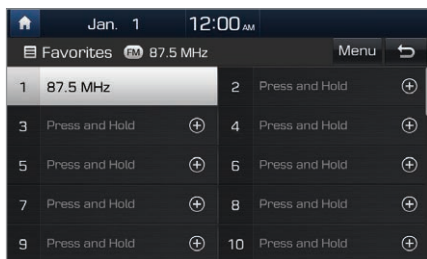 Jan. 1 12:00 AM
Favorites FM 87.5 MHz Menu
1 87.5 MHz 2 Press and Hold
3 Press and Hold 4 Press and Hold
5 Press and Hold 6 Press and Hold
7 Press and Hold 8 Press and Hold
9 Press and Hold 10 Press and Hold